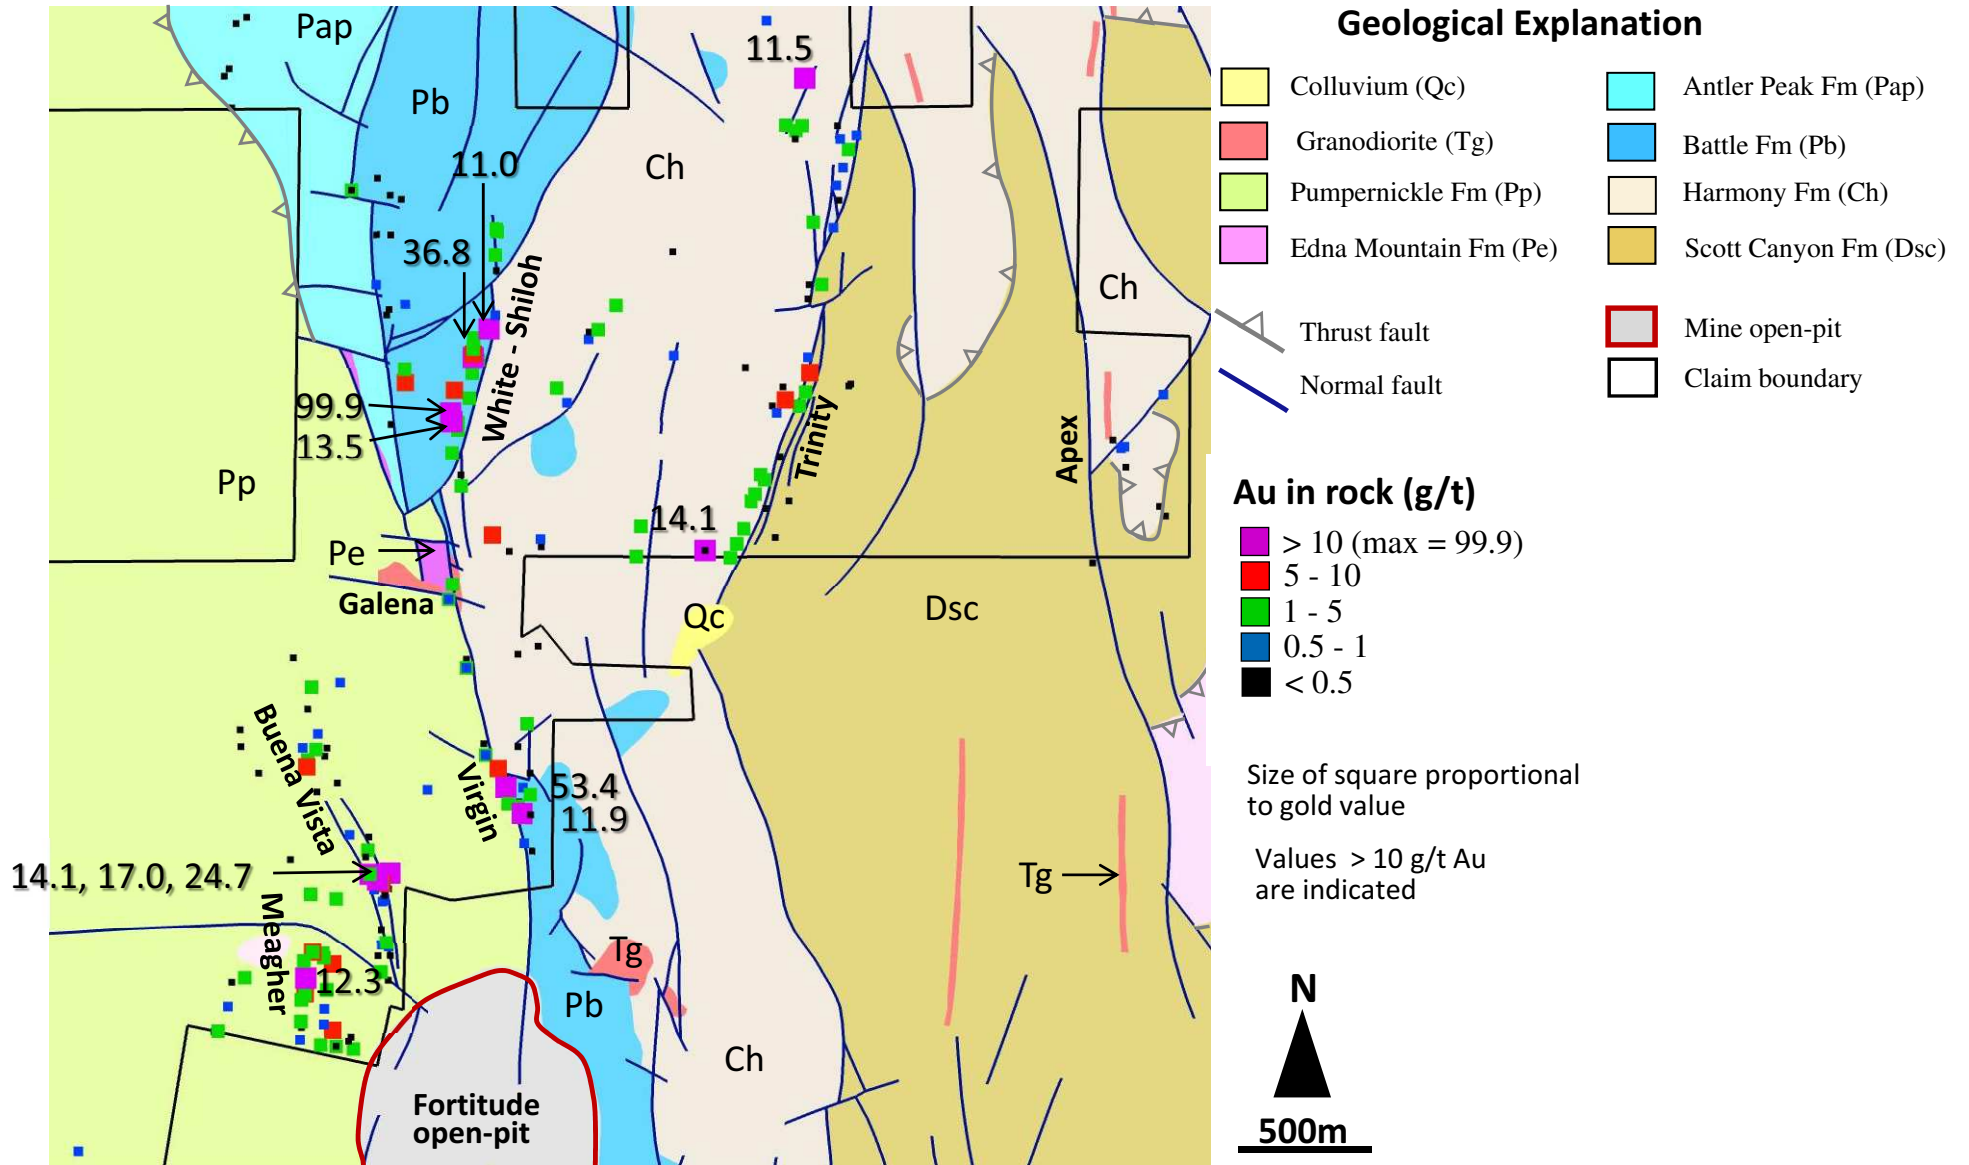 Pap
11.5
Pb
Ch
11.0
36.8
White - Shiloh
Ch
99.9
13.5
Trinity
Apex
Pp
14.1
Pe
Galena
Qc
Dsc
Buena Vista
Virgin
53.4
11.9
14.1, 17.0, 24.7
Tg
Meagher
12.3
Tg
Pb
Ch
Fortitude
open-pit
Geological Explanation
Colluvium (Qc)
Granodiorite (Tg)
Pumpernickle Fm (Pp)
Edna Mountain Fm (Pe)
Antler Peak Fm (Pap)
Battle Fm (Pb)
Harmony Fm (Ch)
Scott Canyon Fm (Dsc)
Thrust fault
Normal fault
Mine open-pit
Claim boundary
Au in rock (g/t)
> 10 (max = 99.9)
5 - 10
1 - 5
0.5 - 1
< 0.5
Size of square proportional
to gold value
Values > 10 g/t Au
are indicated
N
500m